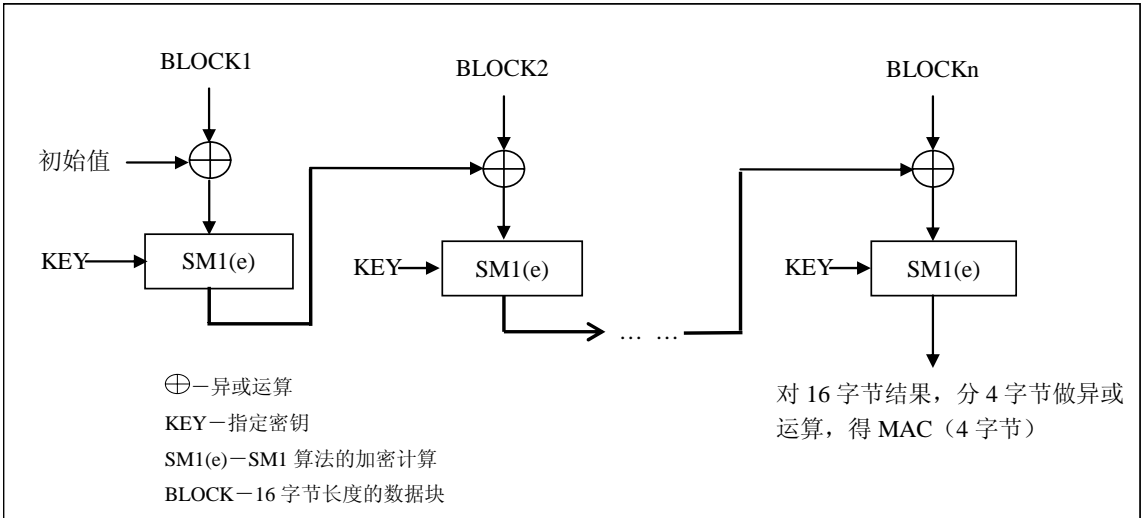 BLOCK1
BLOCK2
BLOCKn
初始值
KEY
SM1(e)
KEY
SM1(e)
KEY
SM1(e)
… …
－异或运算
KEY－指定密钥
SM1(e)－SM1 算法的加密计算
BLOCK－16 字节长度的数据块
对 16 字节结果，分 4 字节做异或
运算，得 MAC（4 字节）